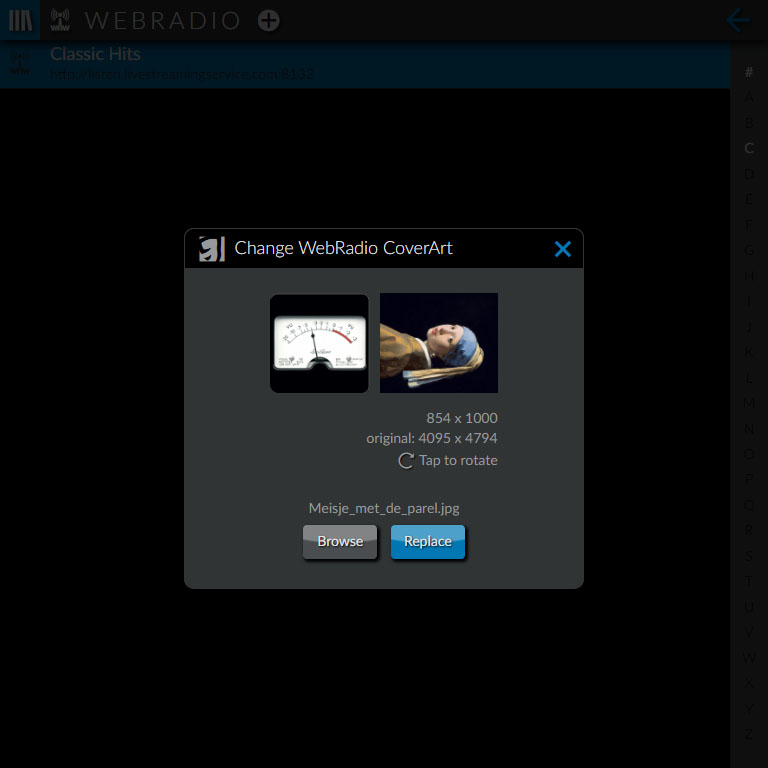 WEBRADIO
Classic Hits
http://listen.livestreamingservice.com:8132
#
A
B
C
D
E
F
G
H
I
J
K
L
M
N
O
P
Q
R
S
T
U
V
W
X
Y
Z
Change WebRadio CoverArt
VU
854 x 1000
original: 4095 x 4794
Tap to rotate
Meisje_met_de_parel.jpg
Browse
Replace